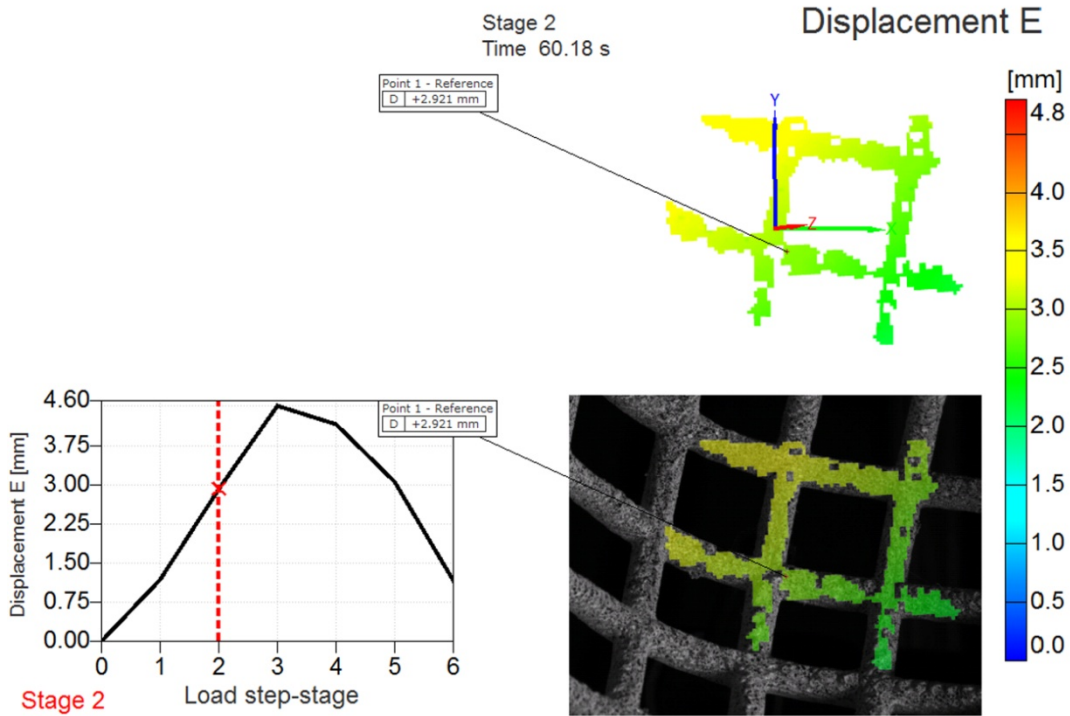 Displacement E
Stage 2
Time 60.18 s
[mm]
Point 1 - Reference
D +2.921 mm
Y
Z
X
4.8
4.0
3.5
3.0
2.5
2.0
1.5
1.0
0.5
0.0
Point 1 - Reference
D +2.921 mm
Displacement E [mm]
4.60
3.75
3.00
2.25
1.50
0.75
0.00
0 1 2 3 4 5 6
Stage 2
Load step-stage